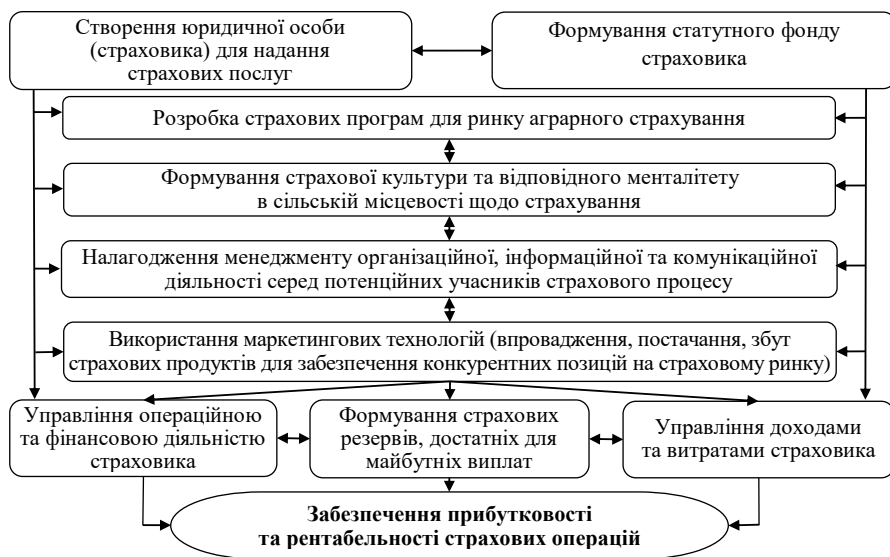 Створення юридичної особи
(страховика) для надання
страхових послуг
Формування статутного фонду
страховика
Розробка страхових програм для ринку аграрного страхування
Формування страхової культури та відповідного менталітету
в сільській місцевості щодо страхування
Налагодження менеджменту організаційної, інформаційної та комунікаційної
діяльності серед потенційних учасників страхового процесу
Використання маркетингових технологій (впровадження, постачання, збут
страхових продуктів для забезпечення конкурентних позицій на страховому ринку)
Управління операційною
та фінансовою діяльністю
страховика
Формування страхових
резервів, достатніх для
майбутніх виплат
Управління доходами
та витратами страховика
Забезпечення прибутковості
та рентабельності страхових операцій